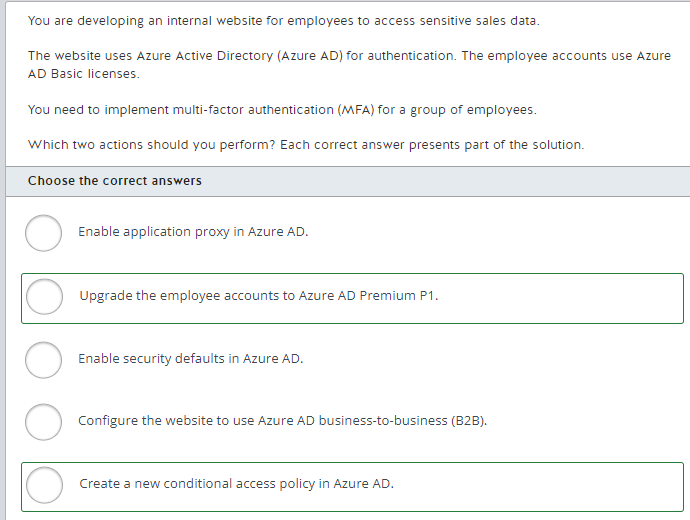 You are developing an internal website for employees to access sensitive sales data.
The website uses Azure Active Directory (Azure AD) for authentication. The employee accounts use Azure
AD Basic licenses.
You need to implement multi-factor authentication (MFA) for a group of employees.
Which two actions should you perform? Each correct answer presents part of the solution.
Choose the correct answers
Enable application proxy in Azure AD.
Upgrade the employee accounts to Azure AD Premium P1.
Enable security defaults in Azure AD.
Configure the website to use Azure AD business-to-business (B2B).
Create a new conditional access policy in Azure AD.